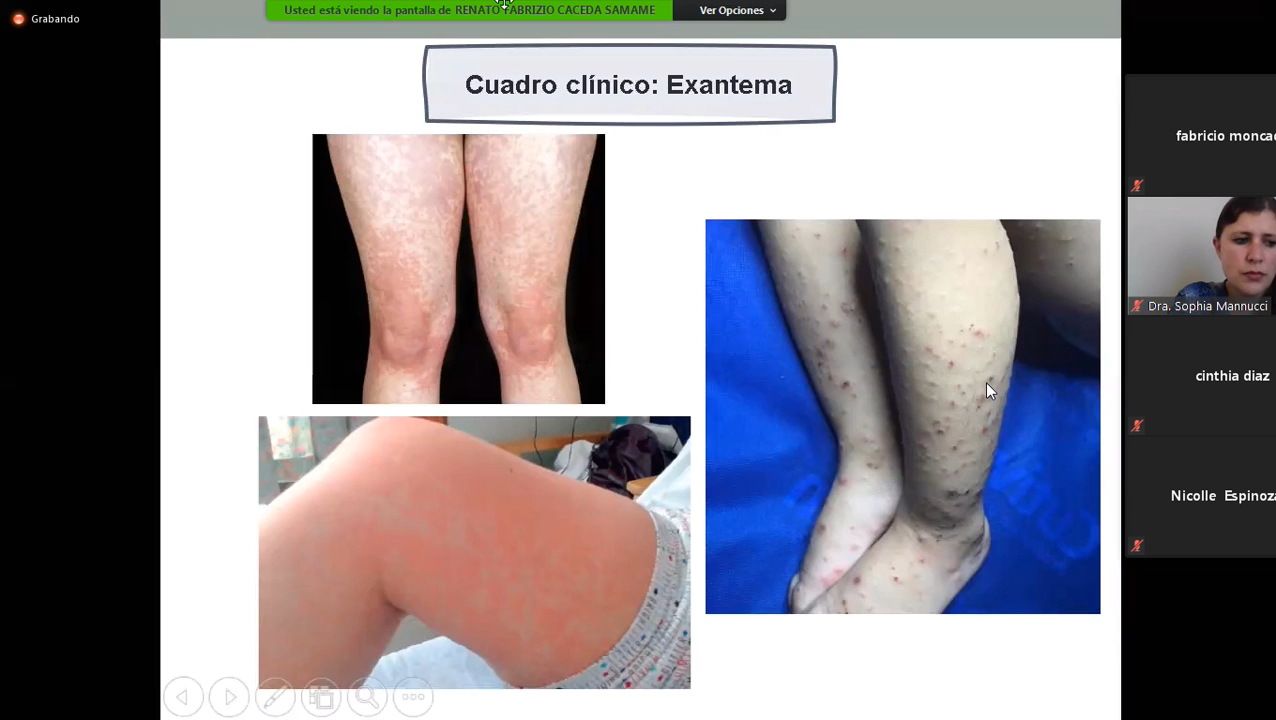 Grabando
Usted está viendo la pantalla de RENATO FABRIZIO CACEDA SAMAME
Ver Opciones
Cuadro clínico: Exantema
fabricio monca
Dra. Sophia Mannucci
cinthia diaz
Nicolle Espinoza